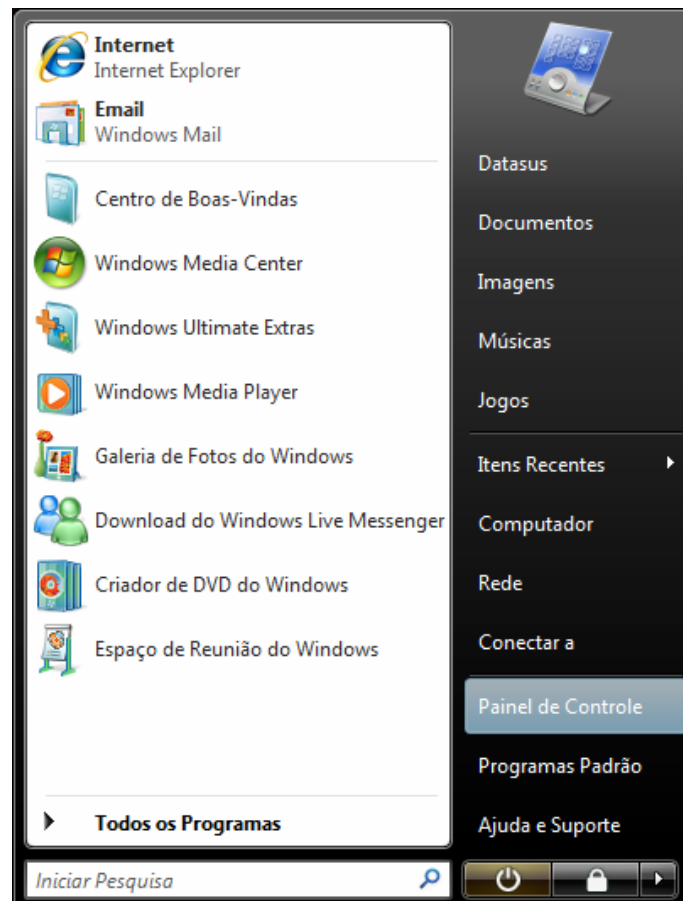 Internet
Internet Explorer
Email
Windows Mail
Centro de Boas-Vindas
Windows Media Center
Windows Ultimate Extras
Windows Media Player
Galeria de Fotos do Windows
Download do Windows Live Messenger
Criador de DVD do Windows
Espaço de Reunião do Windows
Todos os Programas
Iniciar Pesquisa
Datasus
Documentos
Imagens
Músicas
Jogos
Itens Recentes
Computador
Rede
Conectar a
Painel de Controle
Programas Padrão
Ajuda e Suporte